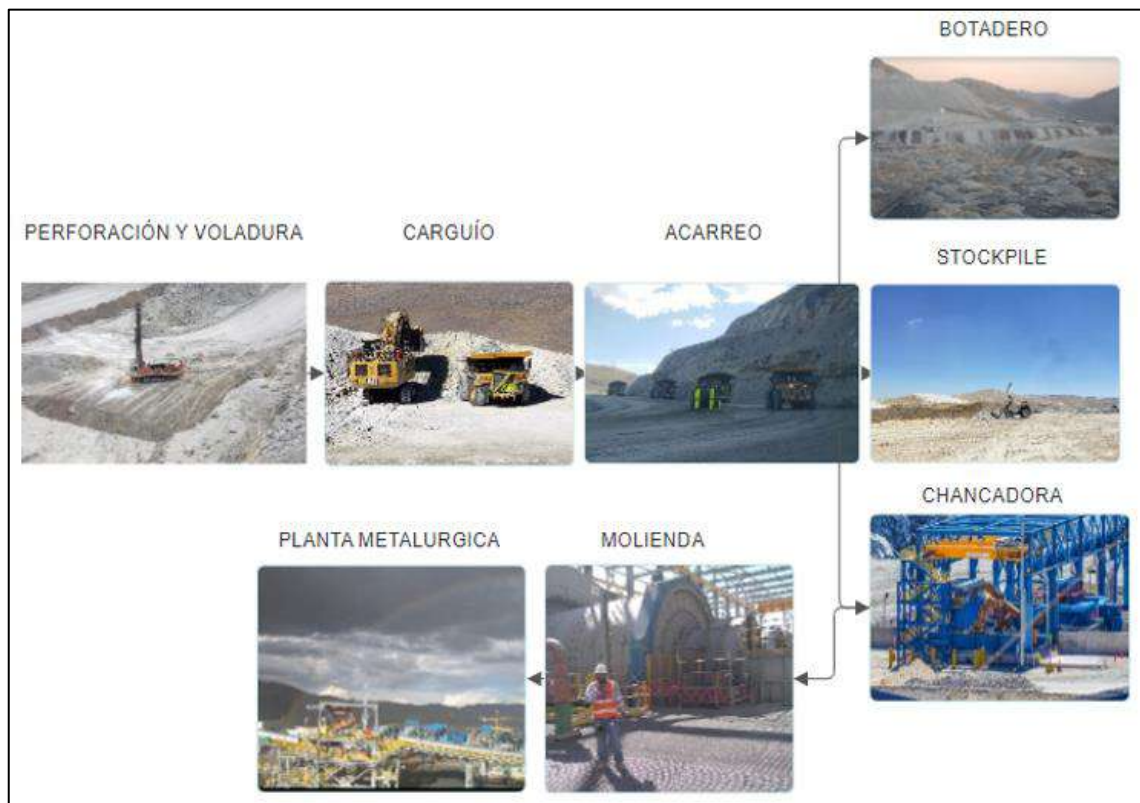 BOTADERO
PERFORACIÓN Y VOLADURA
CARGUÍO
ACARREO
STOCKPILE
CHANCADORA
PLANTA METALURGICA
MOLIENDA